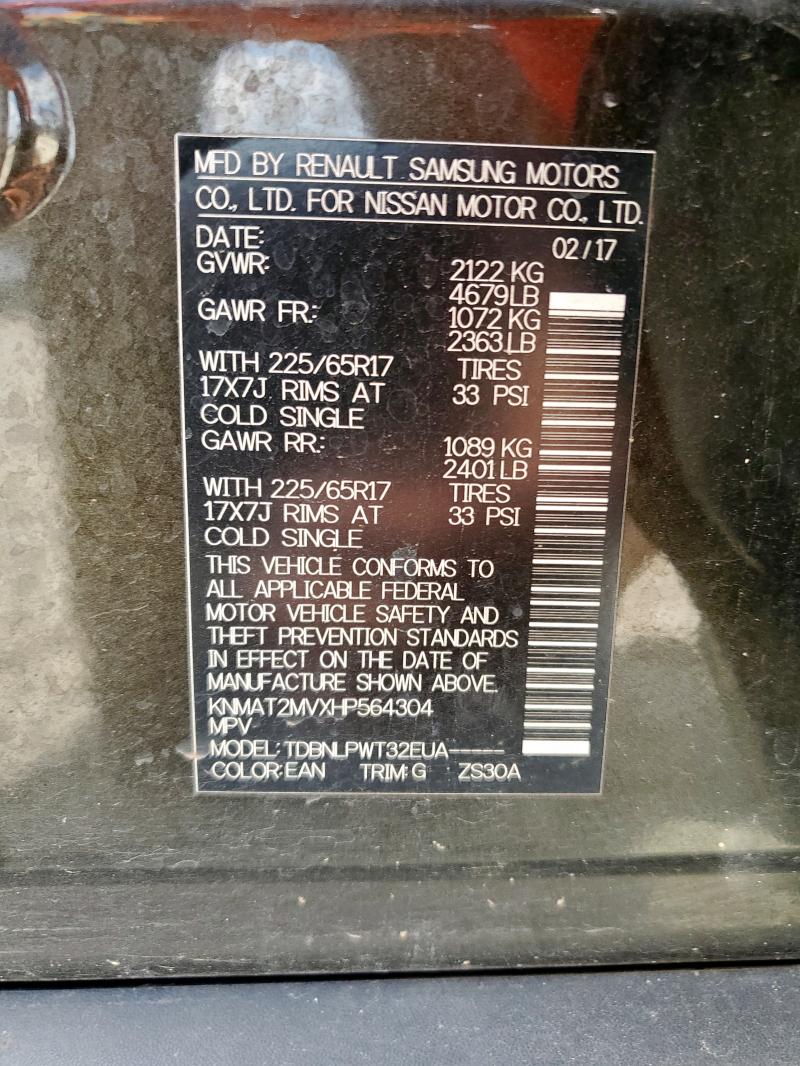 MFD BY RENAULT SAMSUNG MOTORS
CO., LTD. FOR NISSAN MOTOR CO., LTD.
DATE: 02/17
GVWR: 2122 KG
4679LB
GAWR FR: 1072 KG
2363LB
WITH 225/65R17 TIRES
17X7J RIMS AT 33 PSI
COLD SINGLE
GAWR RR: 1089 KG
2401LB
WITH 225/65R17 TIRES
17X7J RIMS AT 33 PSI
COLD SINGLE
THIS VEHICLE CONFORMS TO
ALL APPLICABLE FEDERAL
MOTOR VEHICLE SAFETY AND
THEFT PREVENTION STANDARDS
IN EFFECT ON THE DATE OF
MANUFACTURE SHOWN ABOVE.
KNMAT2MVXHP564304
MPV
MODEL: TDBNLPWT32EUA-----
COLOR:EAN TRIM:G ZS30A